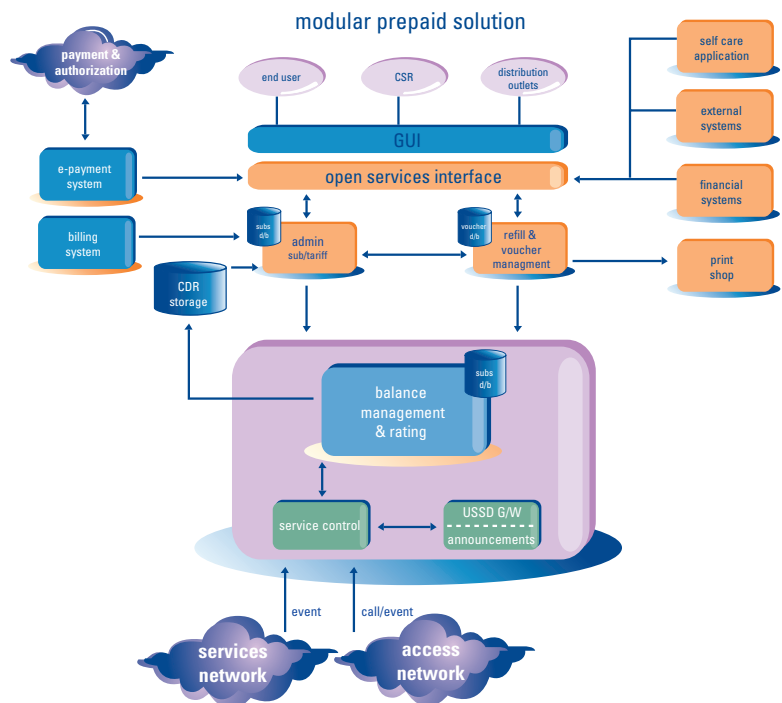 modular prepaid solution
payment &
authorization
end user
CSR
distribution
outlets
self care
application
GUI
external
systems
e-payment
system
open services interface
financial
systems
billing
system
subs
d/b
admin
sub/tariff
voucher
d/b
refill &
voucher
managment
print
shop
CDR
storage
subs
d/b
balance
management
& rating
service control
USSD G/W
announcements
event
call/event
services
network
access
network